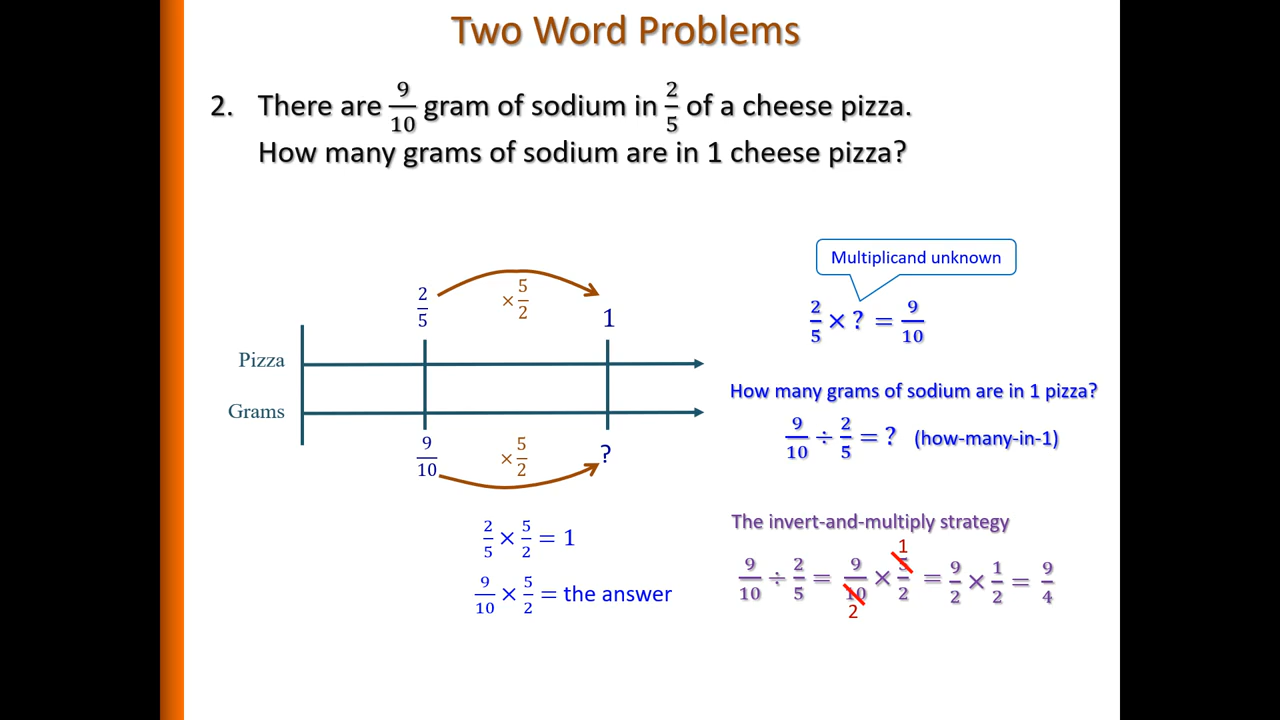 Two Word Problems
2. There are 9/10 gram of sodium in 2/5 of a cheese pizza.
How many grams of sodium are in 1 cheese pizza?
Multiplicand unknown
2/5 × ? = 9/10
2/5 × 5/2 1
Pizza
Grams
9/10 × 5/2 ?
How many grams of sodium are in 1 pizza?
9/10 ÷ 2/5 = ? (how-many-in-1)
2/5 × 5/2 = 1
9/10 × 5/2 = the answer
The invert-and-multiply strategy
1
9/10 ÷ 2/5 = 9/10 × 5/2 = 9/2 × 1/2 = 9/4
2